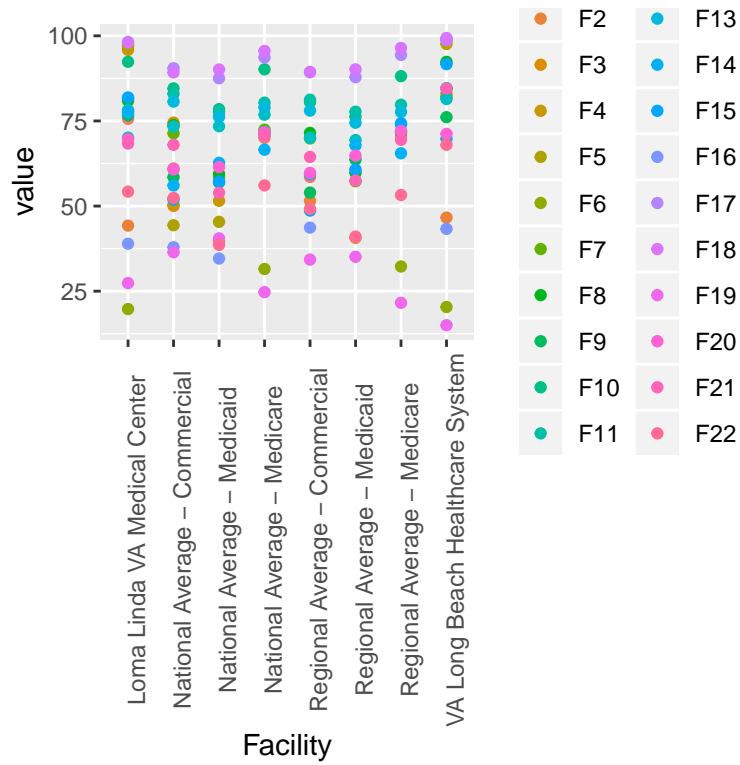 100
75
50
25
value
Loma Linda VA Medical Center
National Average – Commercial
National Average – Medicaid
National Average – Medicare
Regional Average – Commercial
Regional Average – Medicaid
Regional Average – Medicare
VA Long Beach Healthcare System
Facility
F2
F3
F4
F5
F6
F7
F8
F9
F10
F11
F13
F14
F15
F16
F17
F18
F19
F20
F21
F22